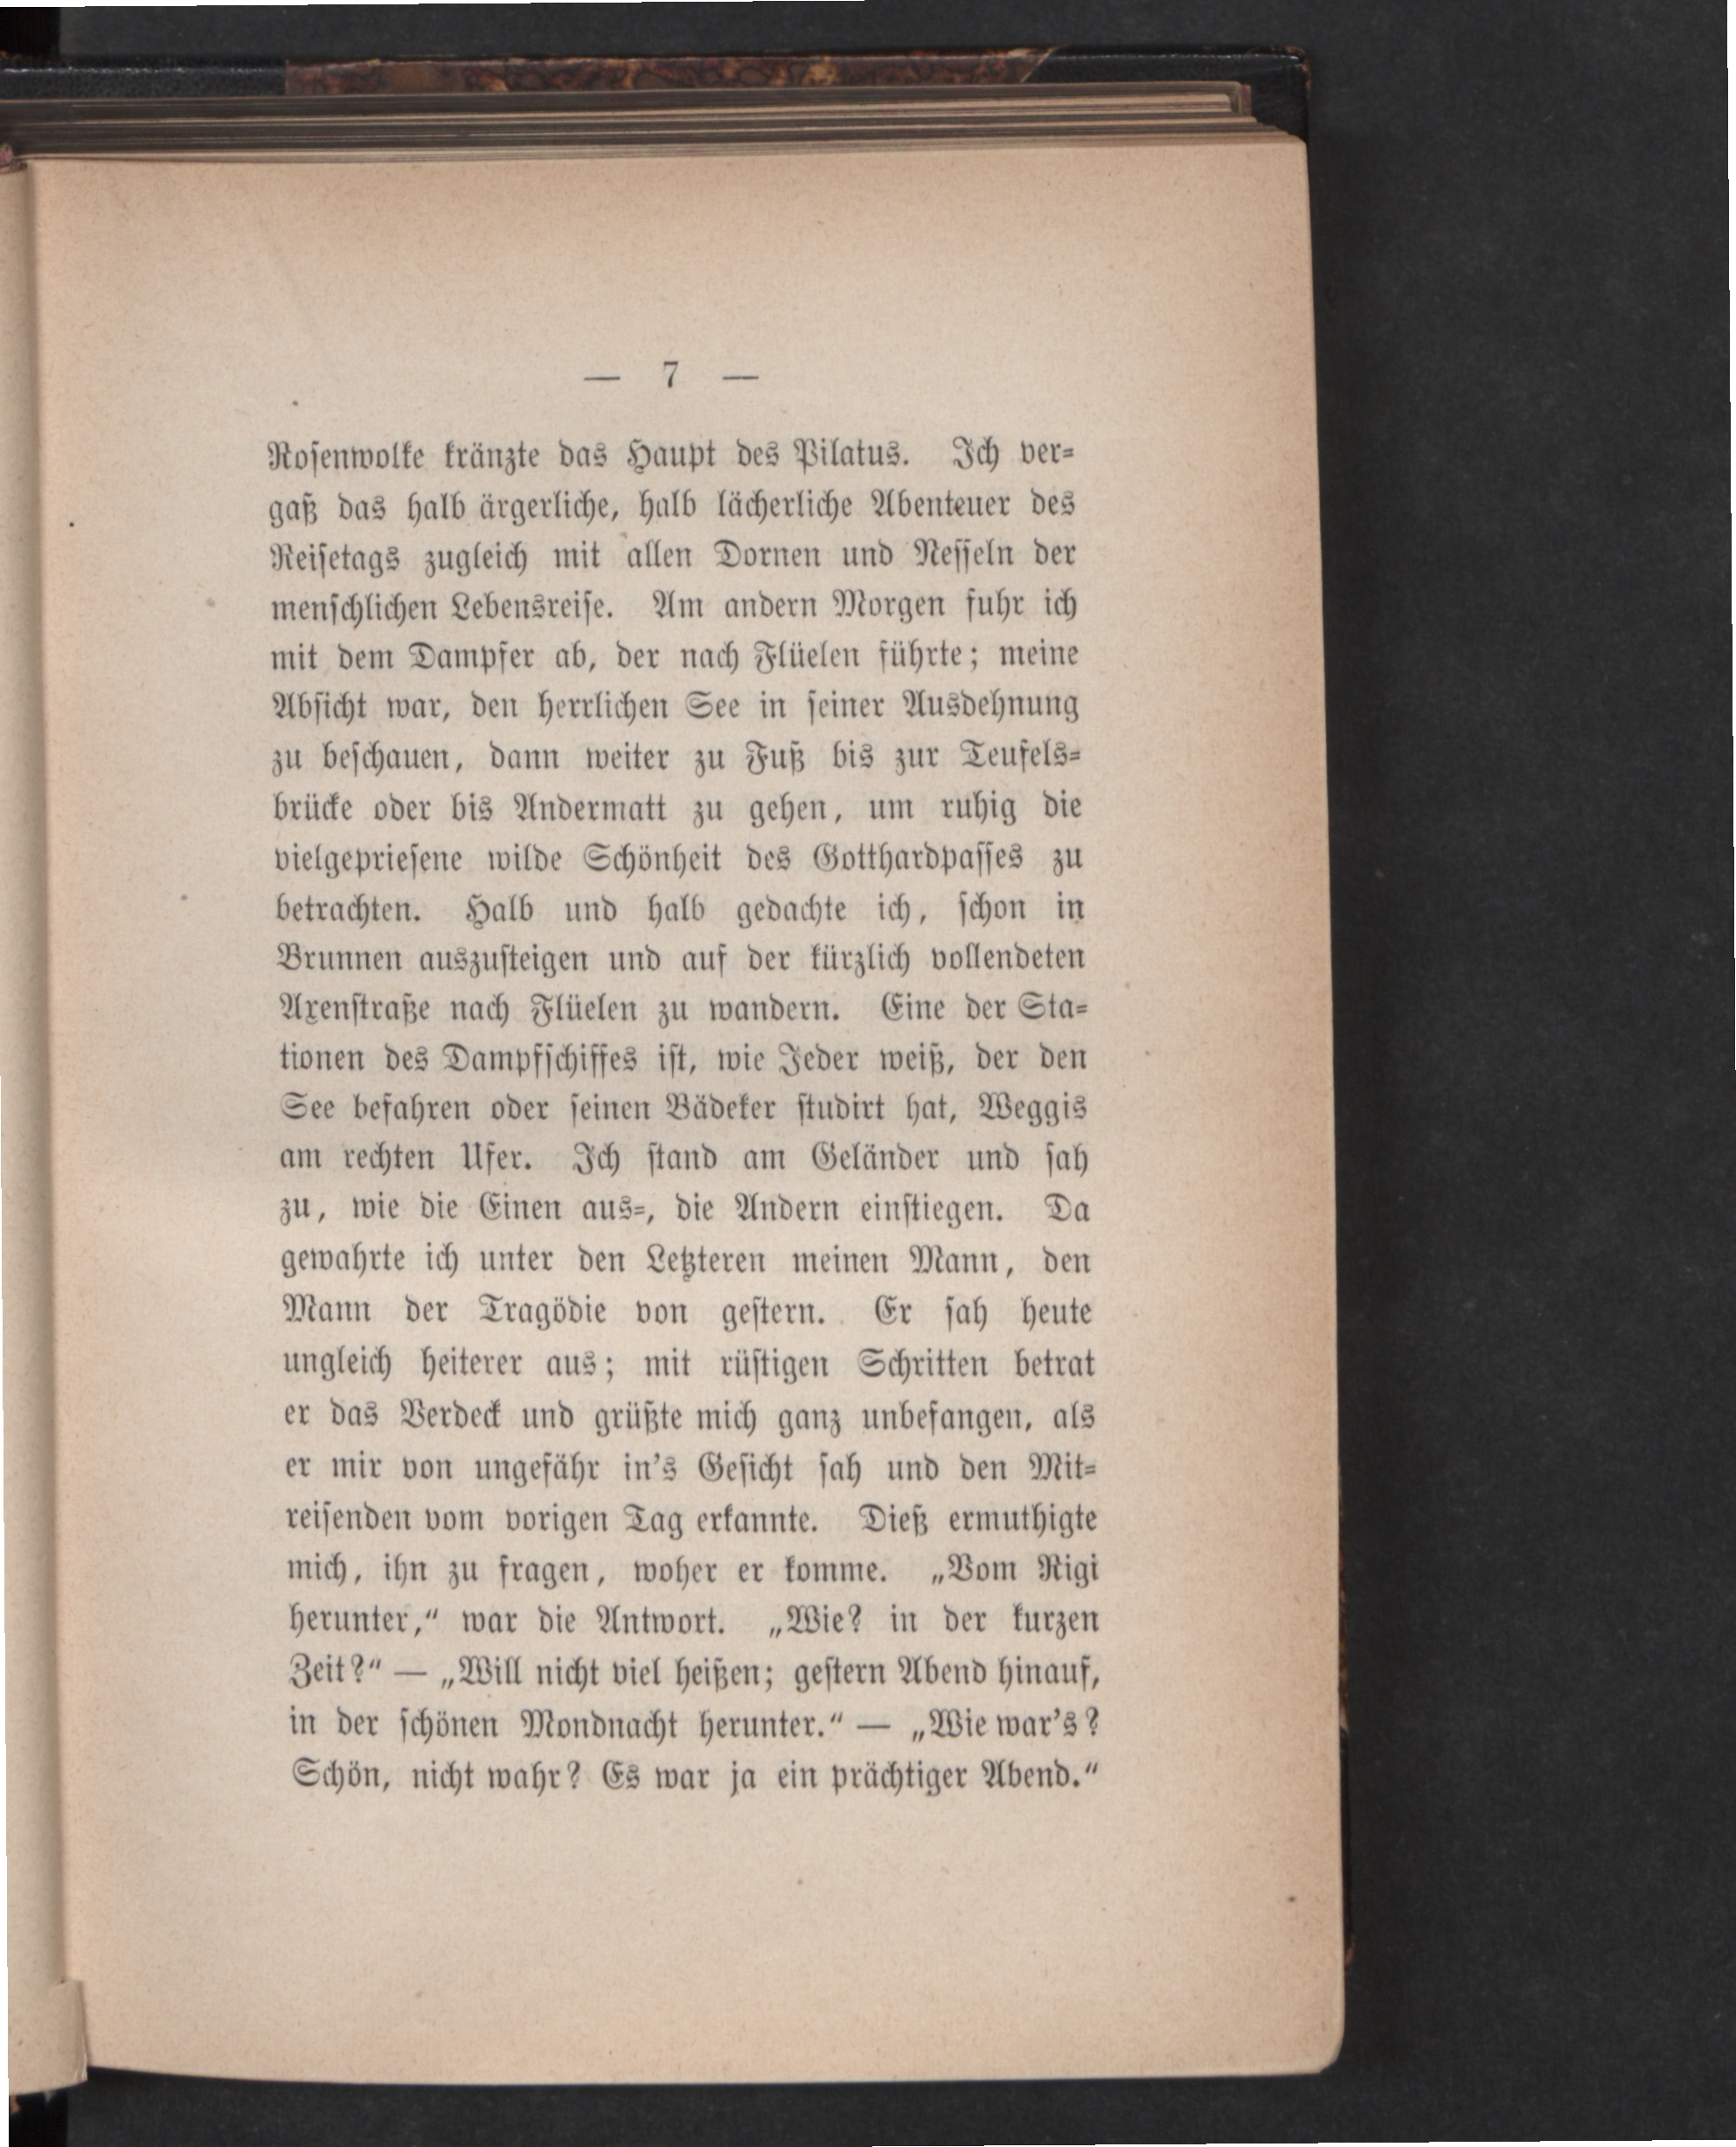 — 7 —
Rosenwolke kränzte das Haupt des Pilatus. Ich ver=
gaß das halb ärgerliche, halb lächerliche Abenteuer des
Reisetags zugleich mit allen Dornen und Nesseln der
menschlichen Lebensreise. Am andern Morgen fuhr ich
mit dem Dampfer ab, der nach Flüelen führte; meine
Absicht war, den herrlichen See in seiner Ausdehnung
zu beschauen, dann weiter zu Fuß bis zur Teufels=
brücke oder bis Andermatt zu gehen, um ruhig die
vielgepriesene wilde Schönheit des Gotthardpasses zu
betrachten. Halb und halb gedachte ich, schon in
Brunnen auszusteigen und auf der kürzlich vollendeten
Axenstraße nach Flüelen zu wandern. Eine der Sta=
tionen des Dampfschiffes ist, wie Jeder weiß, der den
See befahren oder seinen Bädeker studirt hat, Weggis
am rechten Ufer. Ich stand am Geländer und sah
zu, wie die Einen aus=, die Andern einstiegen. Da
gewahrte ich unter den Letzteren meinen Mann, den
Mann der Tragödie von gestern. Er sah heute
ungleich heiterer aus; mit rüstigen Schritten betrat
er das Verdeck und grüßte mich ganz unbefangen, als
er mir von ungefähr in's Gesicht sah und den Mit=
reisenden vom vorigen Tag erkannte. Dieß ermuthigte
mich, ihn zu fragen, woher er komme. „Vom Rigi
herunter,“ war die Antwort. „Wie? in der kurzen
Zeit?“ — „Will nicht viel heißen; gestern Abend hinauf,
in der schönen Mondnacht herunter.“ — „Wie war's?
Schön, nicht wahr? Es war ja ein prächtiger Abend.“